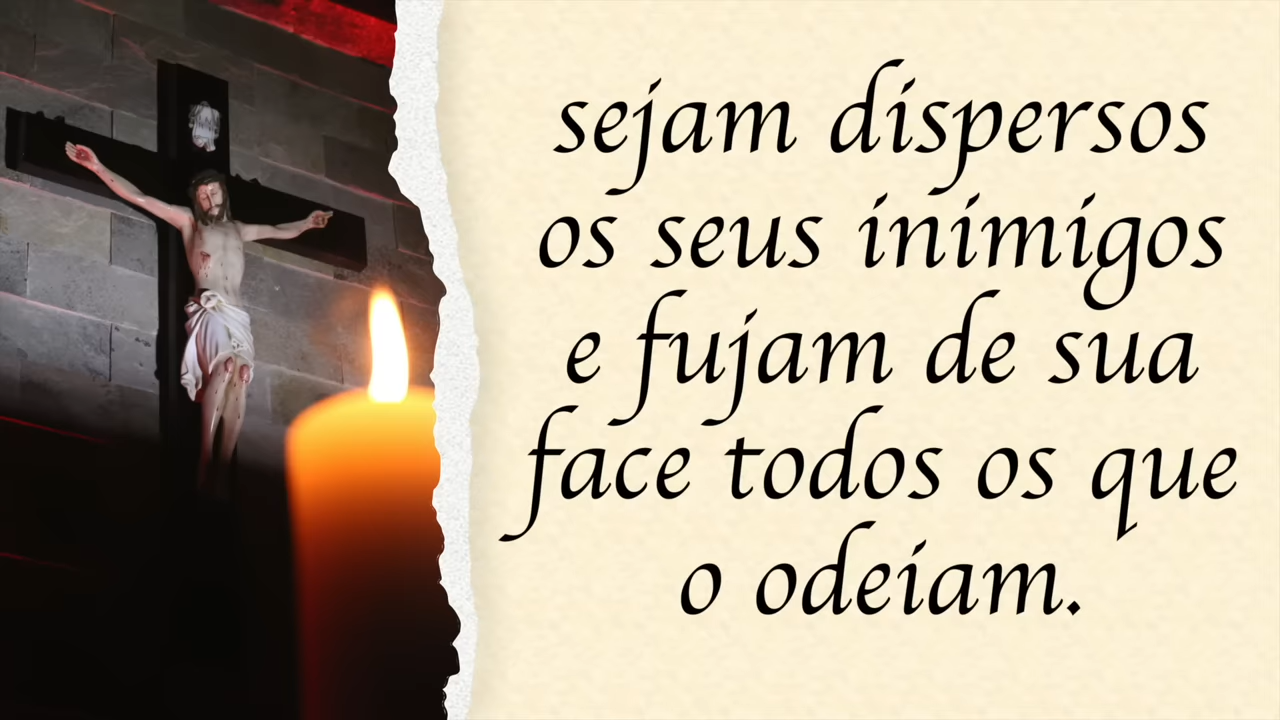 sejam dispersos
os seus inimigos
e fujam de sua
face todos os que
o odeiam.